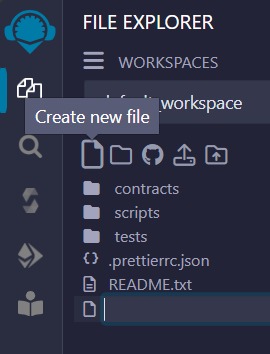 FILE EXPLORER
WORKSPACES
default_workspace
Create new file
contracts
scripts
tests
.prettierrc.json
README.txt